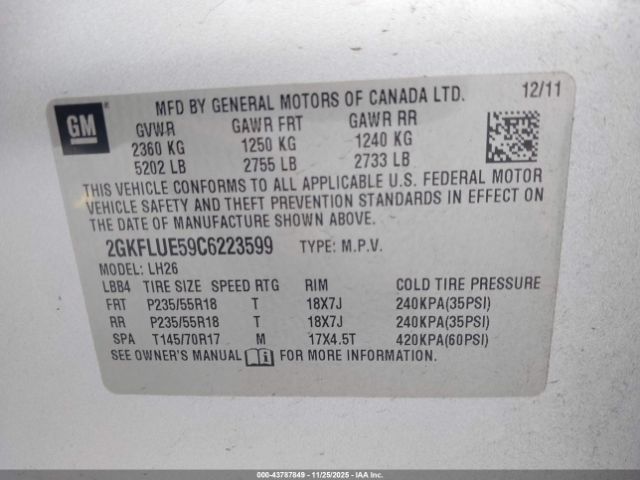 MFD BY GENERAL MOTORS OF CANADA LTD. 12/11
GM
GVWR GAWR FRT GAWR RR
2360 KG 1250 KG 1240 KG
5202 LB 2755 LB 2733 LB
THIS VEHICLE CONFORMS TO ALL APPLICABLE U.S. FEDERAL MOTOR
VEHICLE SAFETY AND THEFT PREVENTION STANDARDS IN EFFECT ON
THE DATE OF MANUFACTURE SHOWN ABOVE.
2GKFLUE59C6223599 TYPE: M.P.V.
MODEL: LH26
LBB4 TIRE SIZE SPEED RTG RIM COLD TIRE PRESSURE
FRT P235/55R18 T 18X7J 240KPA(35PSI)
RR P235/55R18 T 18X7J 240KPA(35PSI)
SPA T145/70R17 M 17X4.5T 420KPA(60PSI)
SEE OWNER'S MANUAL FOR MORE INFORMATION.
000-43787849 - 11/25/2025 - IAAI.COM